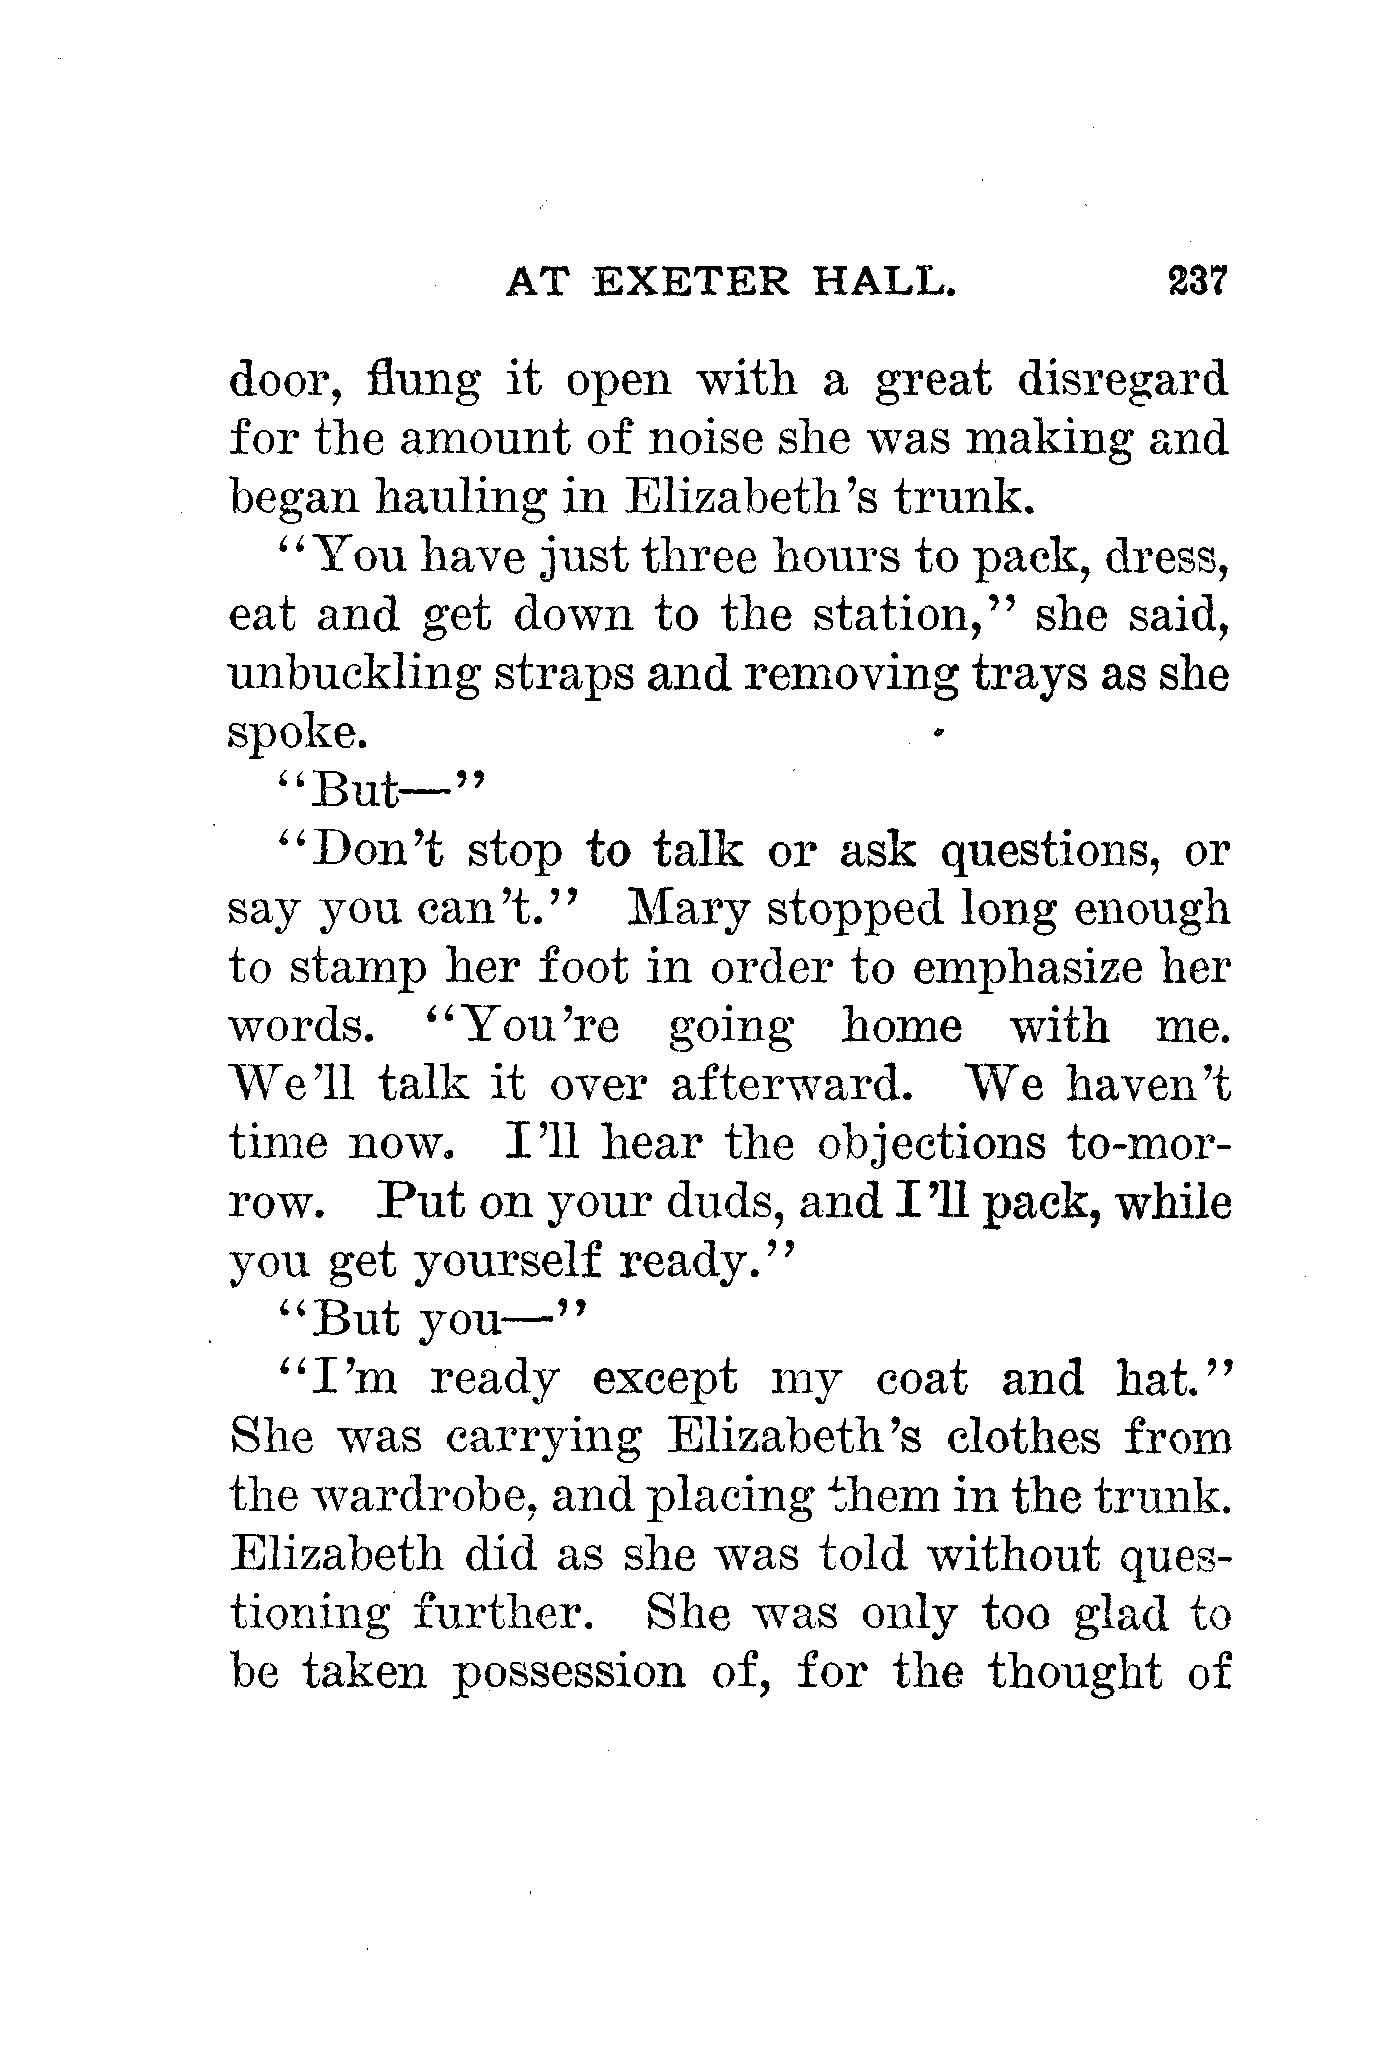 AT EXETER HALL. 237
door, flung it open with a great disregard
for the amount of noise she was making and
began hauling in Elizabeth's trunk.
"You have just three hours to pack, dress,
eat and get down to the station," she said,
unbuckling straps and removing trays as she
spoke.
"But—"
"Don't stop to talk or ask questions, or
say you can't." Mary stopped long enough
to stamp her foot in order to emphasize her
words. "You're going home with me.
We'll talk it over afterward. We haven't
time now. I'll hear the objections to-mor-
row. Put on your duds, and I'll pack, while
you get yourself ready."
"But you—"
"I'm ready except my coat and hat."
She was carrying Elizabeth's clothes from
the wardrobe, and placing them in the trunk.
Elizabeth did as she was told without ques-
tioning further. She was only too glad to
be taken possession of, for the thought of